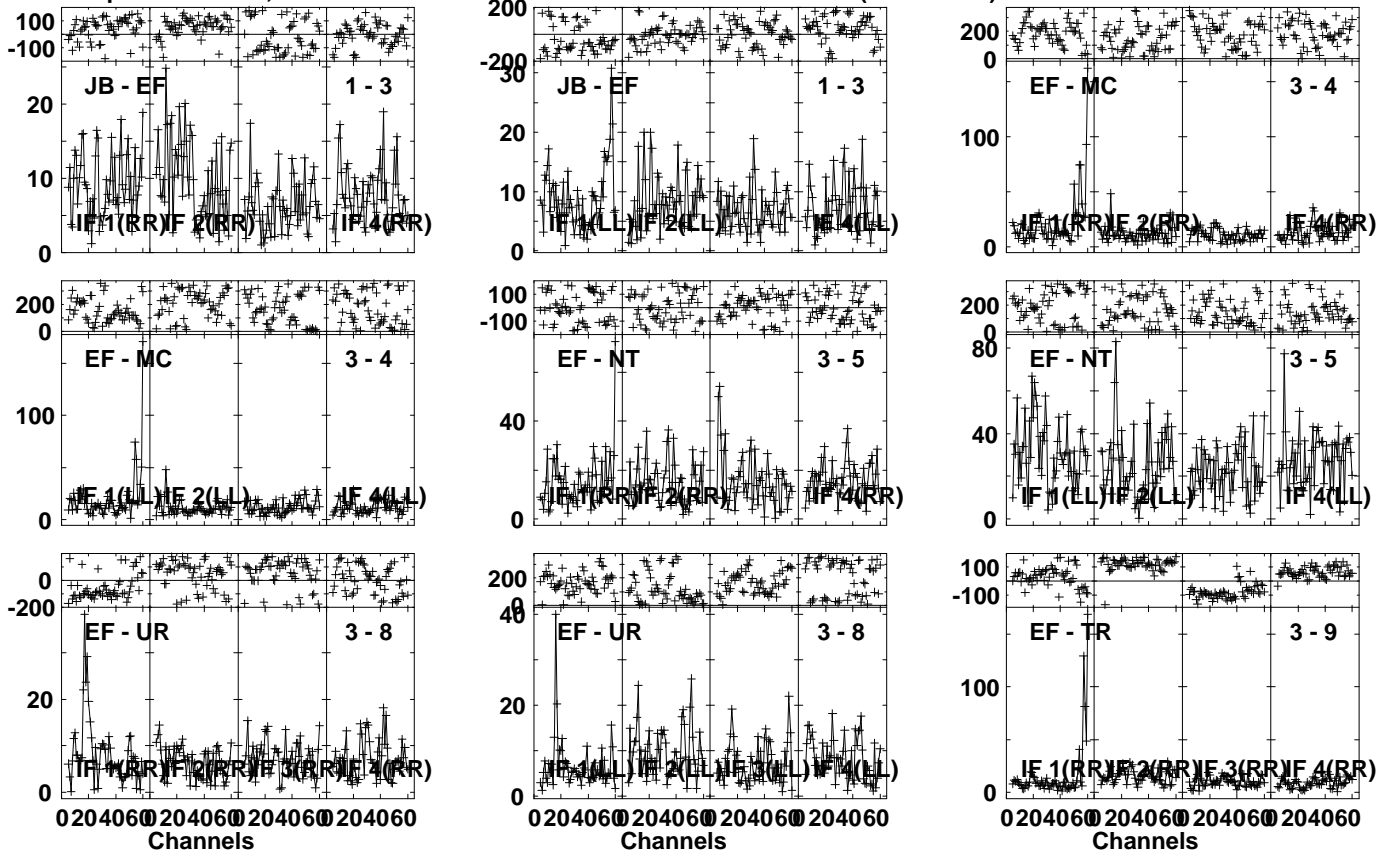 100
-100
JB - EF 1 - 3
20
10
0
IF 1(RR) IF 2(RR) IF 4(RR)
200
-200
30
JB - EF 1 - 3
20
10
0
IF 1(LL) IF 2(LL) IF 4(LL)
200
0
EF - MC 3 - 4
100
0
IF 1(RR) IF 2(RR) IF 4(RR)
200
0
EF - MC 3 - 4
100
0
IF 1(LL) IF 2(LL) IF 4(LL)
100
-100
EF - NT 3 - 5
40
0
IF 1(RR) IF 2(RR) IF 4(RR)
200
0
80
EF - NT 3 - 5
40
0
IF 1(LL) IF 2(LL) IF 4(LL)
0
-200
EF - UR 3 - 8
20
0
IF 1(RR) IF 2(RR) IF 3(RR) IF 4(RR)
0 20 40 60 0 20 40 60 0 20 40 60 0 20 40 60
Channels
200
0
40
EF - UR 3 - 8
20
0
IF 1(LL) IF 2(LL) IF 3(LL) IF 4(LL)
0 20 40 60 0 20 40 60 0 20 40 60 0 20 40 60
Channels
100
-100
EF - TR 3 - 9
100
0
IF 1(RR) IF 2(RR) IF 3(RR) IF 4(RR)
0 20 40 60 0 20 40 60 0 20 40 60 0 20 40 60
Channels